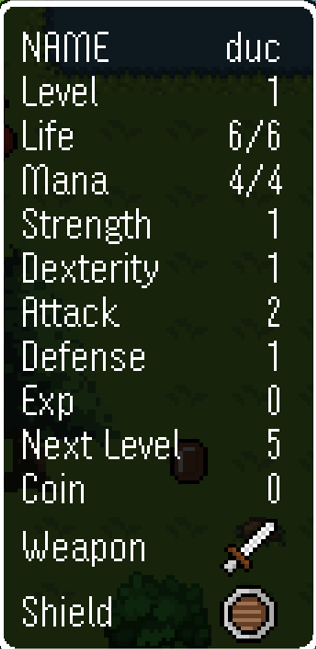 NAME duc
Level 1
Life 6/6
Mana 4/4
Strength 1
Dexterity 1
Attack 2
Defense 1
Exp 0
Next Level 5
Coin 0
Weapon
Shield